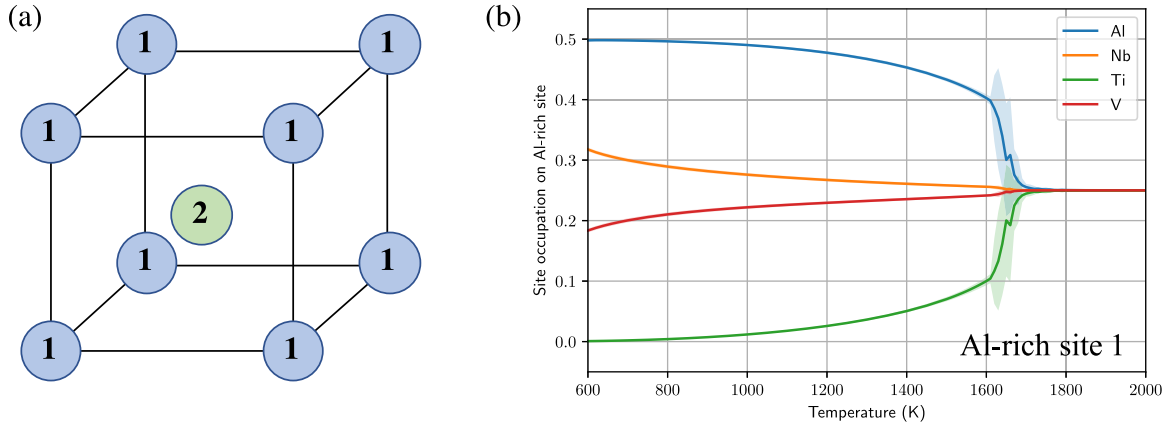 (a)
1
1
1
1
2
1
1
1
1
(b)
Site occupation on Al-rich site
0.5
0.4
0.3
0.2
0.1
0.0
Al
Nb
Ti
V
Al-rich site 1
600
800
1000
1200
1400
1600
1800
2000
Temperature (K)